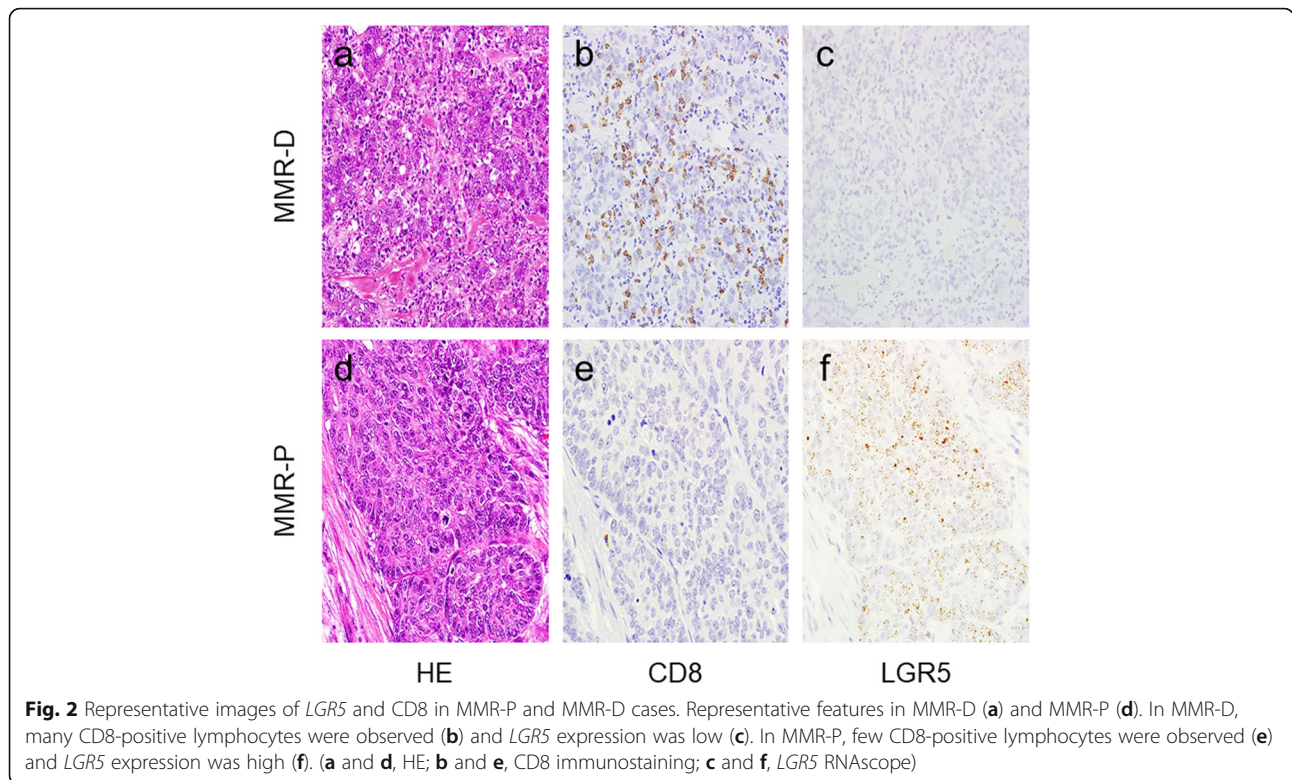 a
b
c
MMR-D
d
e
f
MMR-P
HE
CD8
LGR5
Fig. 2 Representative images of LGR5 and CD8 in MMR-P and MMR-D cases. Representative features in MMR-D (a) and MMR-P (d). In MMR-D,
many CD8-positive lymphocytes were observed (b) and LGR5 expression was low (c). In MMR-P, few CD8-positive lymphocytes were observed (e)
and LGR5 expression was high (f). (a and d, HE; b and e, CD8 immunostaining; c and f, LGR5 RNAscope)